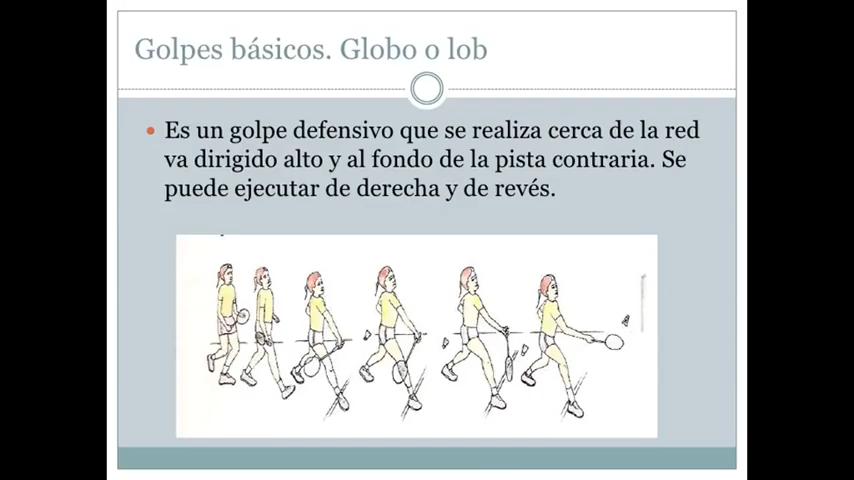 Golpes básicos. Globo o lob
Es un golpe defensivo que se realiza cerca de la red
va dirigido alto y al fondo de la pista contraria. Se
puede ejecutar de derecha y de revés.